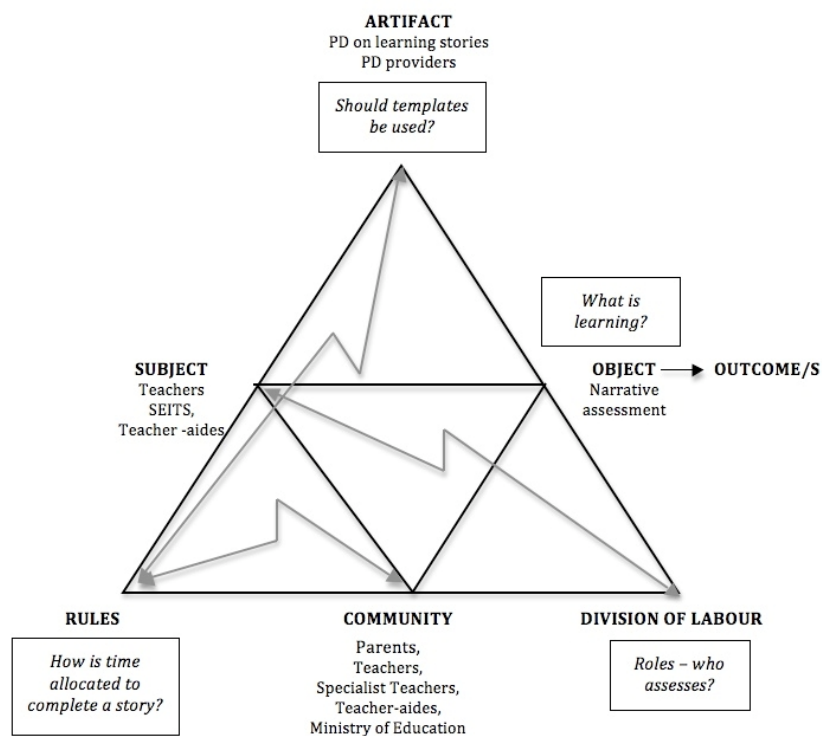 ARTIFACT
PD on learning stories
PD providers
Should templates
be used?
What is
learning?
SUBJECT
Teachers
SEITS,
Teacher -aides
OBJECT
Narrative
assessment
OUTCOME/S
RULES
How is time
allocated to
complete a story?
COMMUNITY
Parents,
Teachers,
Specialist Teachers,
Teacher-aides,
Ministry of Education
DIVISION OF LABOUR
Roles – who
assesses?